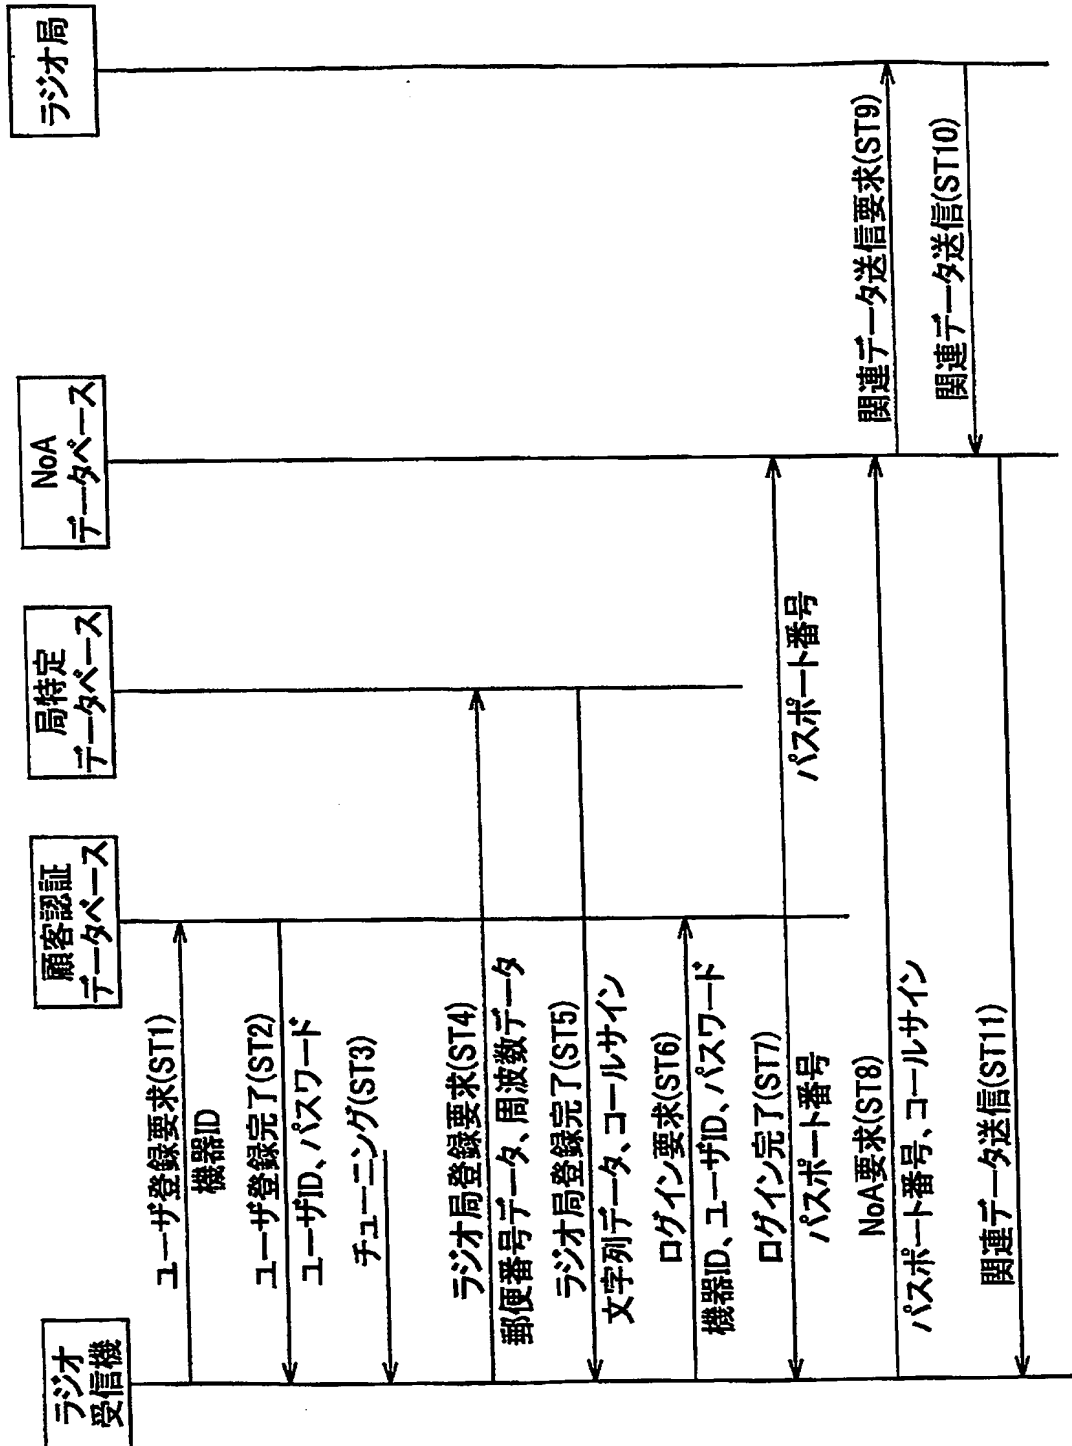 ラジオ
受信機
顧客認証
データベース
局特定
データベース
NoA
データベース
ラジオ局
ユーザ登録要求(ST1)
機器ID
ユーザ登録完了(ST2)
ユーザID、パスワード
チューニング(ST3)
ラジオ局登録要求(ST4)
郵便番号データ、周波数データ
ラジオ局登録完了(ST5)
文字列データ、コールサイン
ログイン要求(ST6)
機器ID、ユーザID、パスワード
ログイン完了(ST7)
パスポート番号
パスポート番号
NoA要求(ST8)
パスポート番号、コールサイン
関連データ送信要求(ST9)
関連データ送信(ST10)
関連データ送信(ST11)